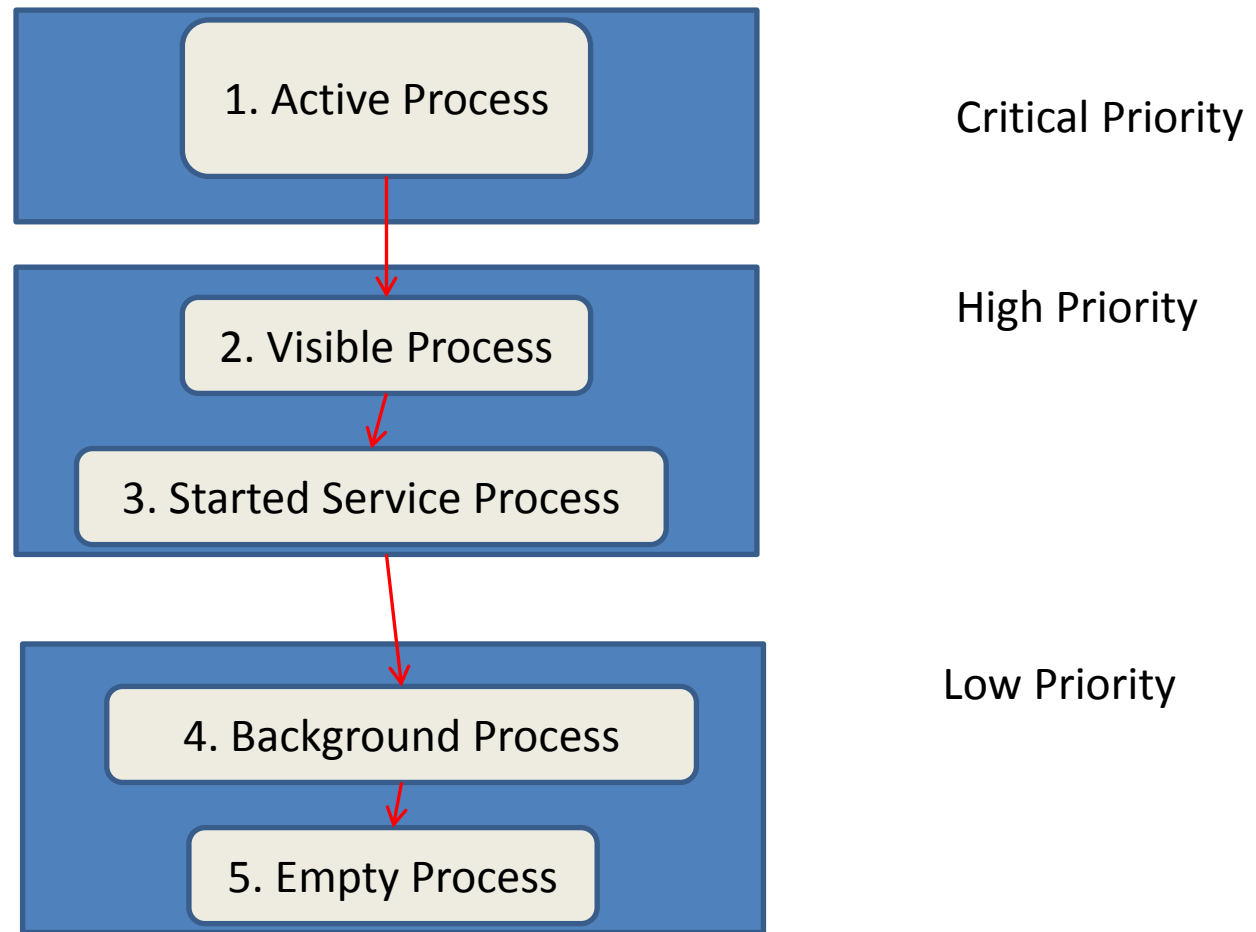 1. Active Process
Critical Priority
High Priority
2. Visible Process
3. Started Service Process
Low Priority
4. Background Process
5. Empty Process